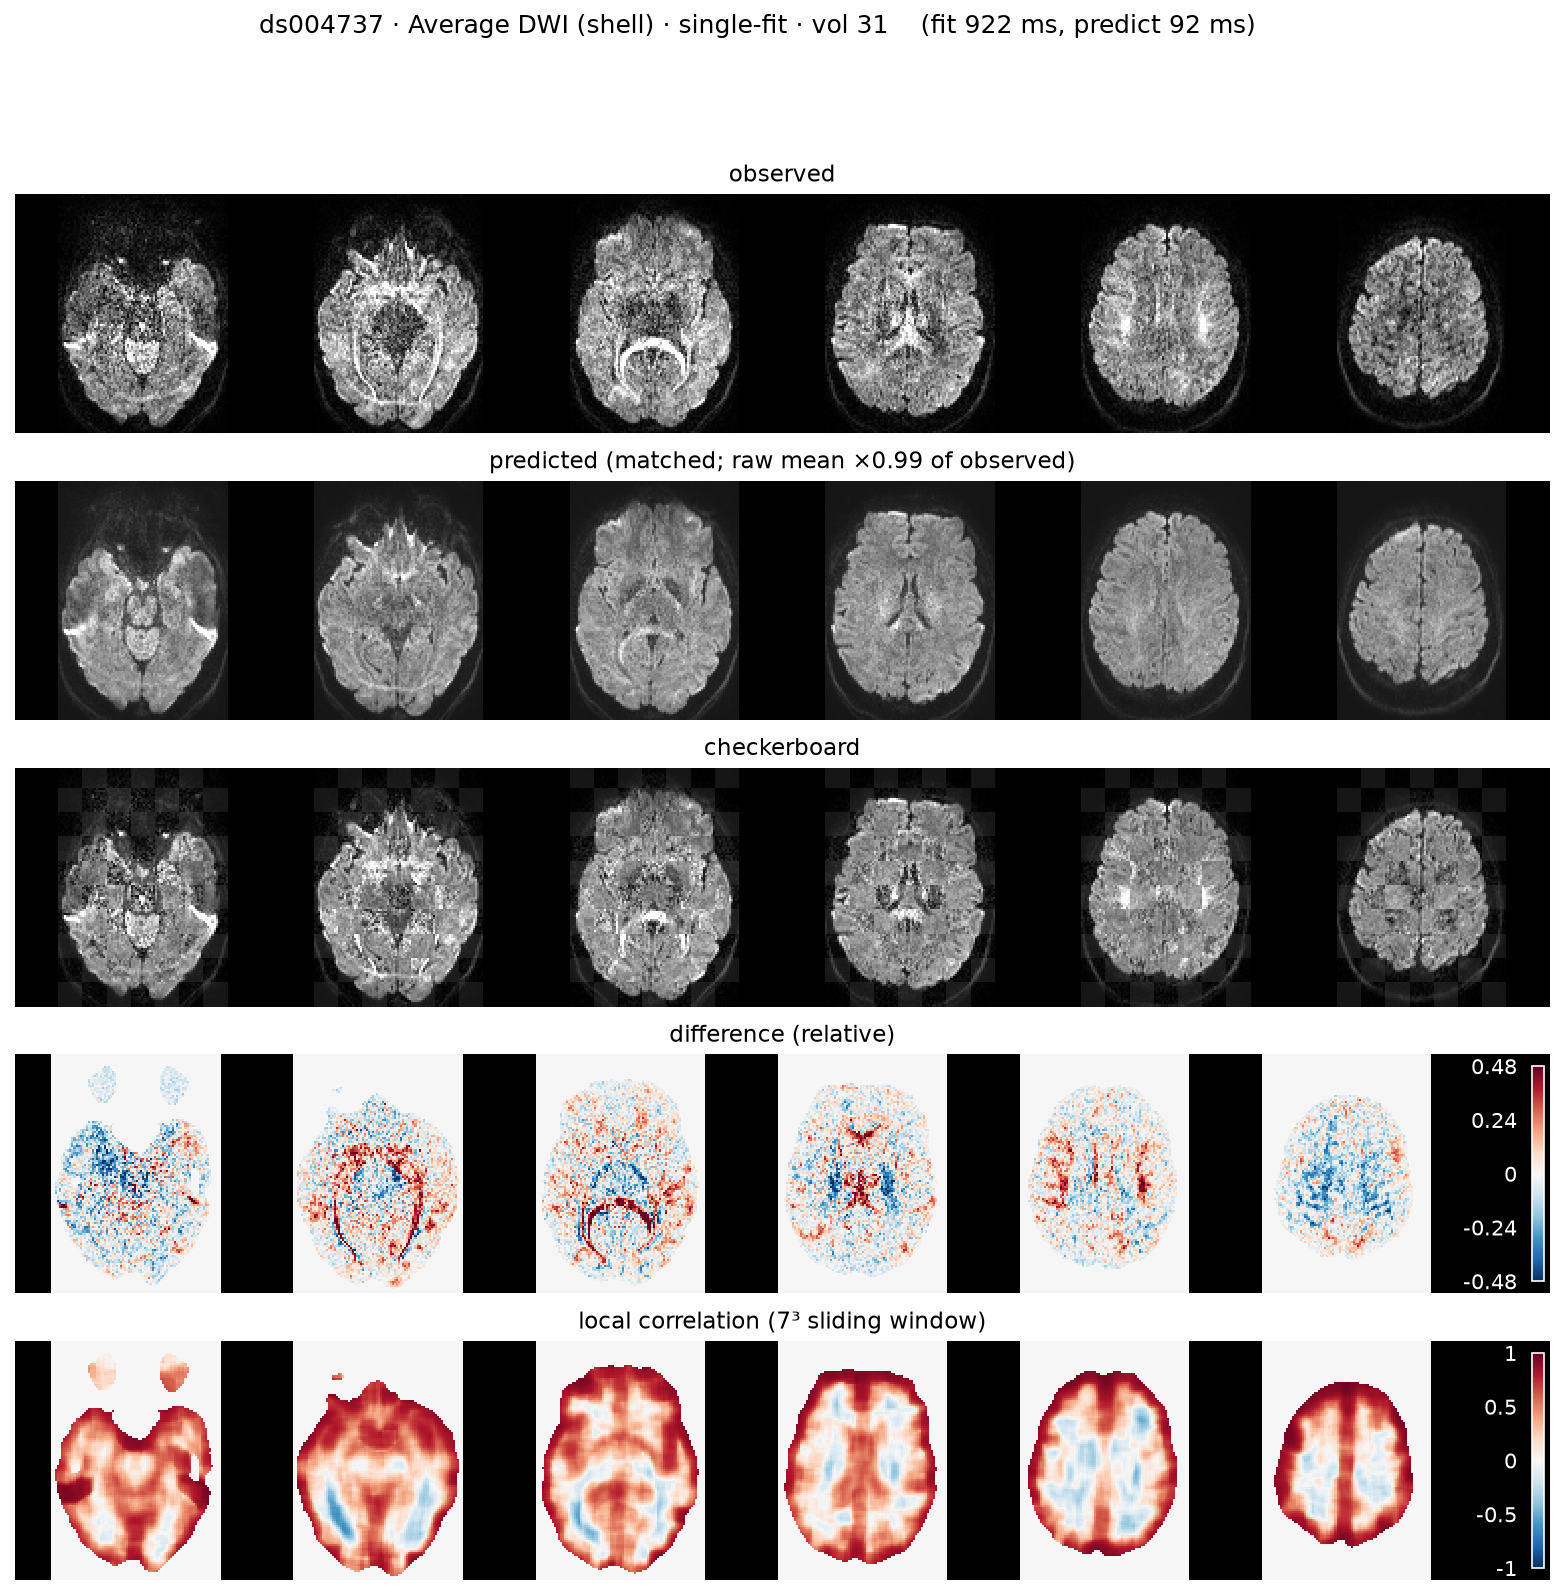 ds004737 · Average DWI (shell) · single-fit · vol 31    (fit 922 ms, predict 92 ms)
observed
predicted (matched; raw mean ×0.99 of observed)
checkerboard
difference (relative)
0.48
0.24
0
-0.24
-0.48
local correlation (7³ sliding window)
1
0.5
0
-0.5
-1